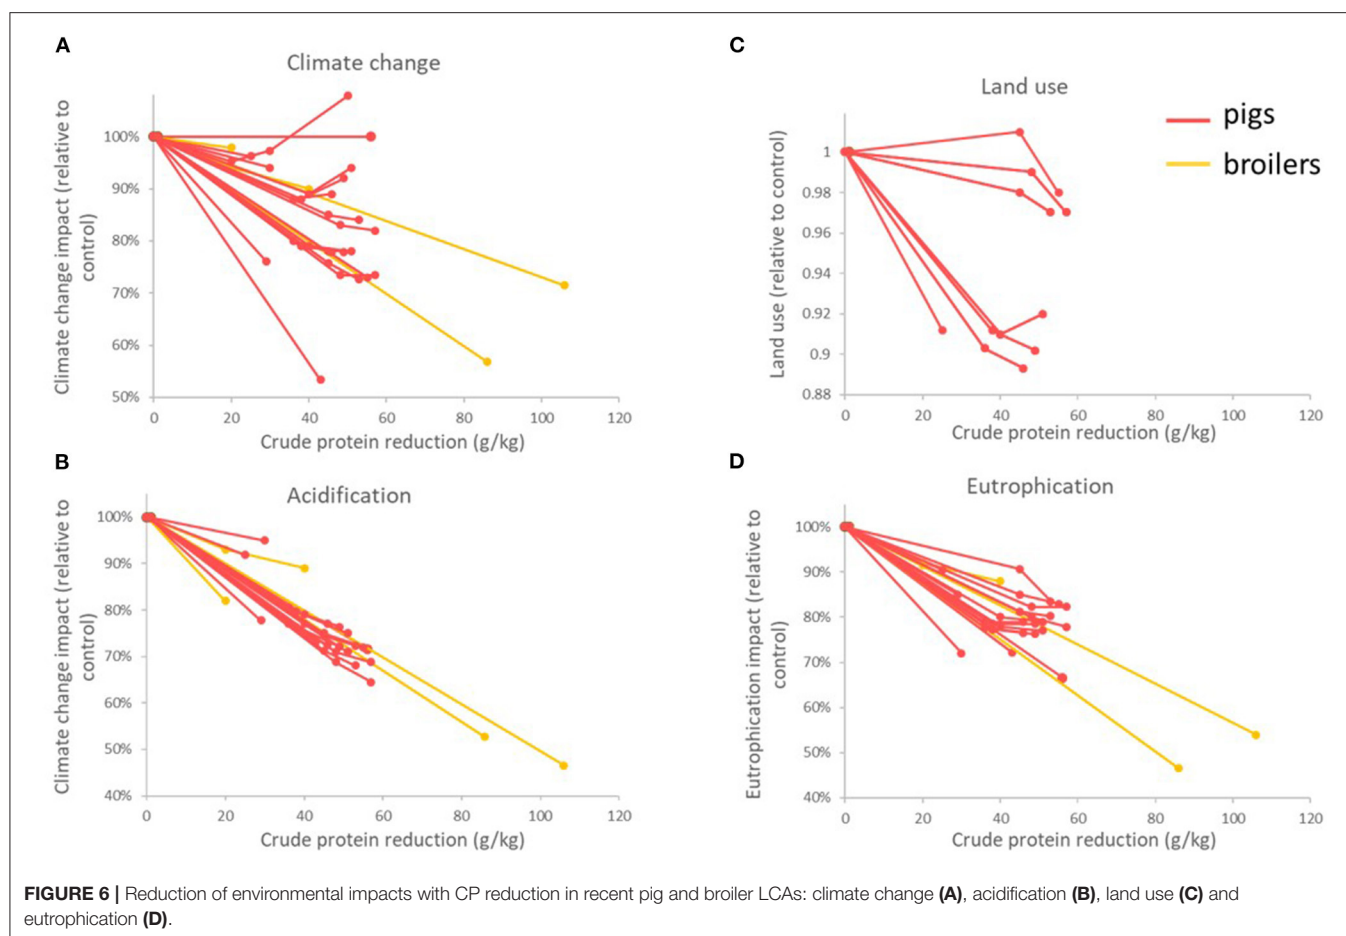 A
Climate change
Climate change impact (relative to
control)
100%
90%
80%
70%
60%
50%
0
20
40
60
80
100
120
Crude protein reduction (g/kg)
C
Land use
Land use (relative to control)
1
0.98
0.96
0.94
0.92
0.9
0.88
0
20
40
60
80
100
120
Crude protein reduction (g/kg)
pigs
broilers
B
Acidification
Climate change impact (relative to
control)
100%
90%
80%
70%
60%
50%
40%
0
20
40
60
80
100
120
Crude protein reduction (g/kg)
D
Eutrophication
Eutrophication impact (relative to
control)
100%
90%
80%
70%
60%
50%
40%
0
20
40
60
80
100
120
Crude protein reduction (g/kg)
FIGURE 6 | Reduction of environmental impacts with CP reduction in recent pig and broiler LCAs: climate change (A), acidification (B), land use (C) and
eutrophication (D).